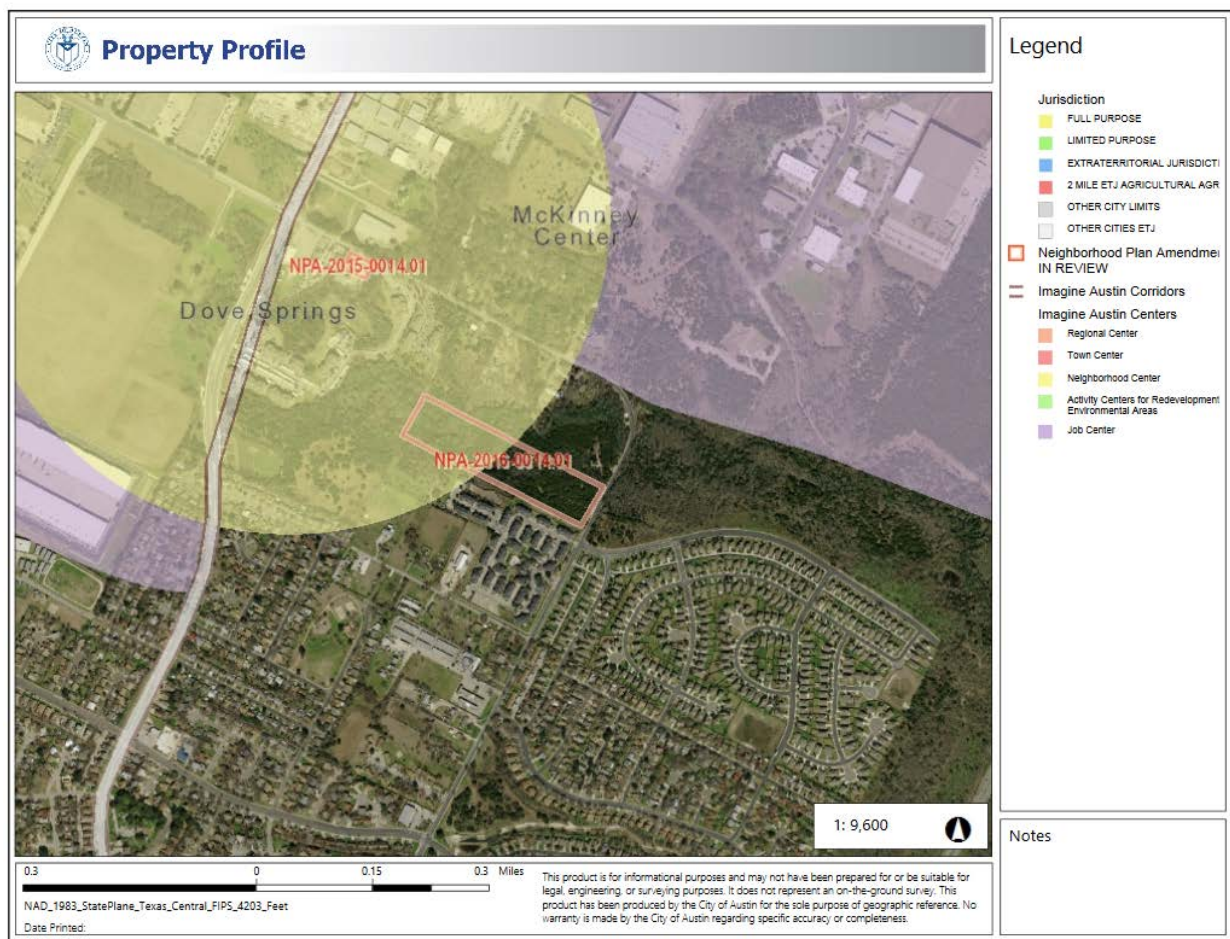 Property Profile
McKinney
Center
NPA-2015-0014.01
Dove Springs
NPA-2016-0014.01
1: 9,600
0.3
0
0.15
0.3 Miles
NAD_1983_StatePlane_Texas_Central_FIPS_4203_Feet
Date Printed:
This product is for informational purposes and may not have been prepared for or be suitable for
legal, engineering, or surveying purposes. It does not represent an on-the-ground survey. This
product has been produced by the City of Austin for the sole purpose of geographic reference. No
warranty is made by the City of Austin regarding specific accuracy or completeness.
Legend
Jurisdiction
FULL PURPOSE
LIMITED PURPOSE
EXTRATERRITORIAL JURISDICTI
2 MILE ETJ AGRICULTURAL AGR
OTHER CITY LIMITS
OTHER CITIES ETJ
Neighborhood Plan Amendme
IN REVIEW
Imagine Austin Corridors
Imagine Austin Centers
Regional Center
Town Center
Neighborhood Center
Activity Centers for Redevelopment
Environmental Areas
Job Center
Notes